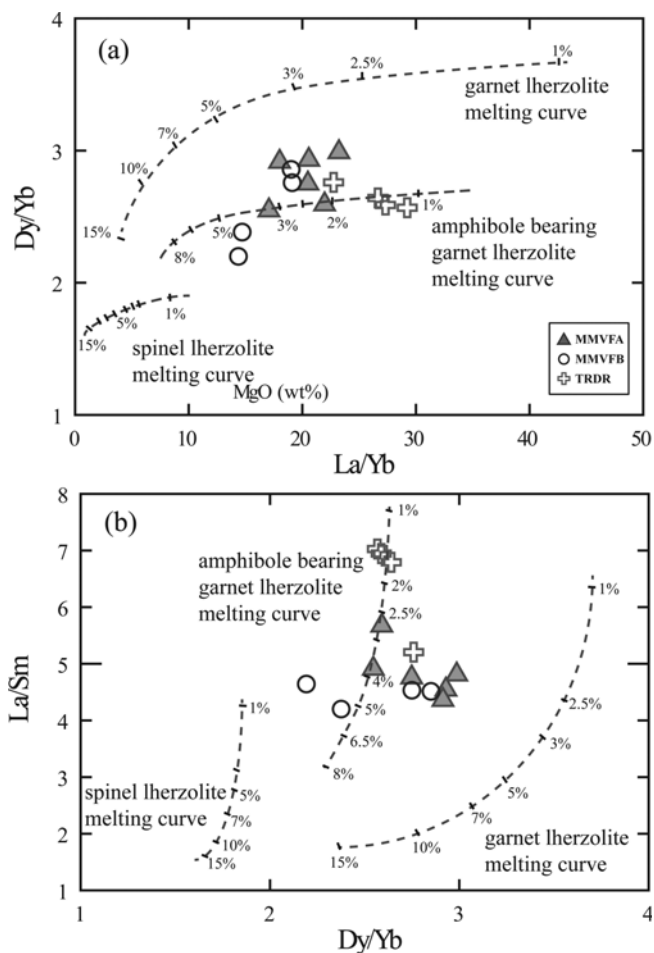 (a)
4
3
2
1
Dy/Yb
1%
2.5%
3%
5%
7%
10%
15%
garnet lherzolite
melting curve
1%
2%
3%
5%
8%
amphibole bearing
garnet lherzolite
melting curve
1%
5%
15%
spinel lherzolite
melting curve
MgO (wt%)
MMVFA
MMVFB
TRDR
0
10
20
30
40
50
La/Yb
(b)
8
7
6
5
4
3
2
1
La/Sm
1%
amphibole bearing
garnet lherzolite
melting curve
2%
2.5%
4%
5%
6.5%
8%
1%
5%
7%
10%
15%
spinel lherzolite
melting curve
1%
2.5%
3%
5%
7%
10%
15%
garnet lherzolite
melting curve
1
2
3
4
Dy/Yb